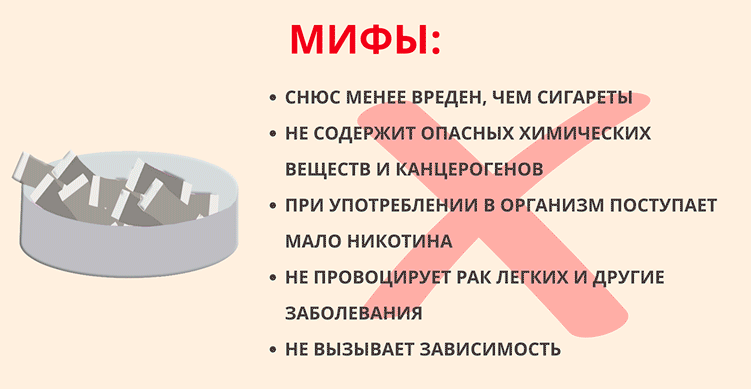 МИФЫ:
• СНЮС МЕНЕЕ ВРЕДЕН, ЧЕМ СИГАРЕТЫ
• НЕ СОДЕРЖИТ ОПАСНЫХ ХИМИЧЕСКИХ
ВЕЩЕСТВ И КАНЦЕРОГЕНОВ
• ПРИ УПОТРЕБЛЕНИИ В ОРГАНИЗМ ПОСТУПАЕТ
МАЛО НИКОТИНА
• НЕ ПРОВОЦИРУЕТ РАК ЛЕГКИХ И ДРУГИЕ
ЗАБОЛЕВАНИЯ
• НЕ ВЫЗЫВАЕТ ЗАВИСИМОСТЬ